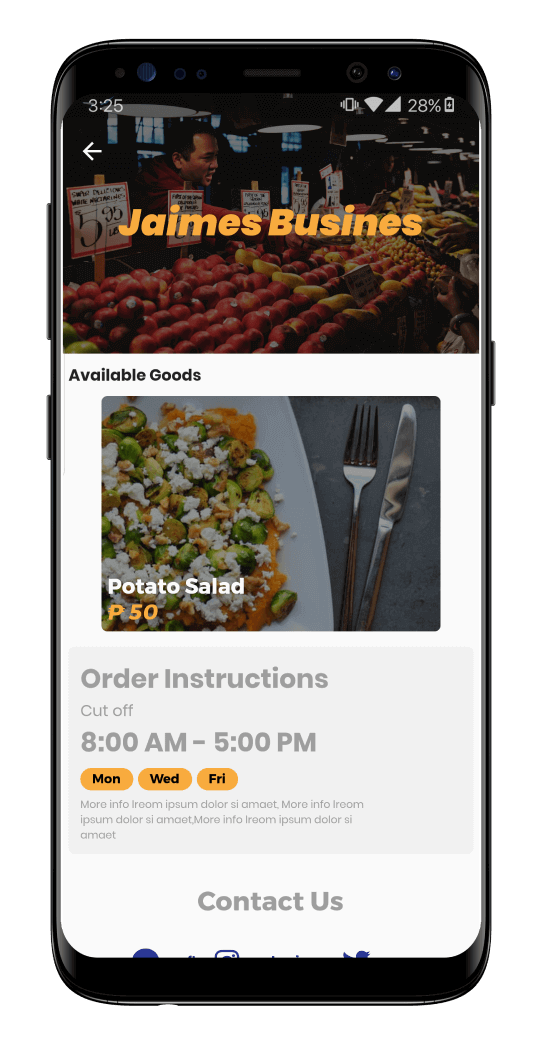 3:25
28%
5.95
Jaimes Busines
Available Goods
Potato Salad
₱ 50
Order Instructions
Cut off
8:00 AM - 5:00 PM
Mon Wed Fri
More info lreom ipsum dolor si amaet, More info lreom
ipsum dolor si amaet,More info lreom ipsum dolor si
amaet
Contact Us